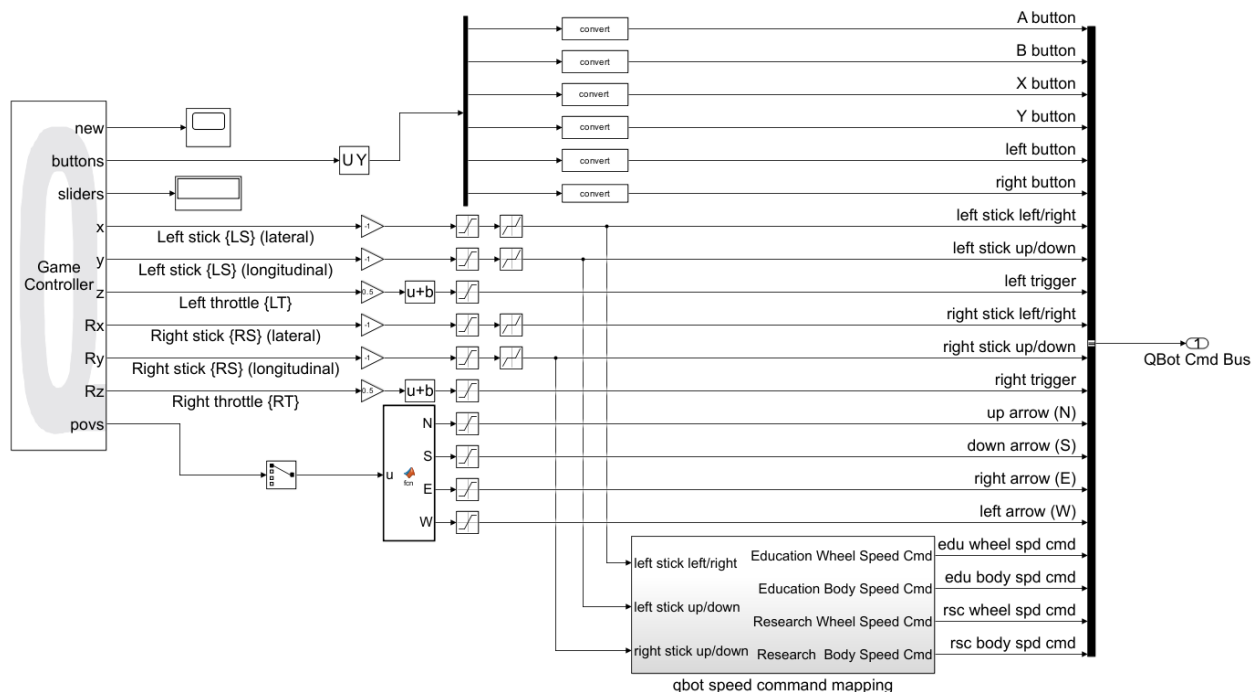 A button
convert
B button
convert
X button
convert
Y button
convert
left button
convert
right button
convert
0
Game
Controller
new
buttons
sliders
x
y
z
Rx
Ry
Rz
povs
U Y
Left stick {LS} (lateral)
-1
left stick left/right
Left stick {LS} (longitudinal)
-1
left stick up/down
Left throttle {LT}
0.5
u+b
left trigger
Right stick {RS} (lateral)
-1
right stick left/right
Right stick {RS} (longitudinal)
-1
right stick up/down
Right throttle {RT}
0.5
u+b
right trigger
1
QBot Cmd Bus
u
fcn
N
S
E
W
up arrow (N)
down arrow (S)
right arrow (E)
left arrow (W)
left stick left/right
left stick up/down
right stick up/down
Education Wheel Speed Cmd
Education Body Speed Cmd
Research Wheel Speed Cmd
Research Body Speed Cmd
edu wheel spd cmd
edu body spd cmd
rsc wheel spd cmd
rsc body spd cmd
qbot speed command mapping